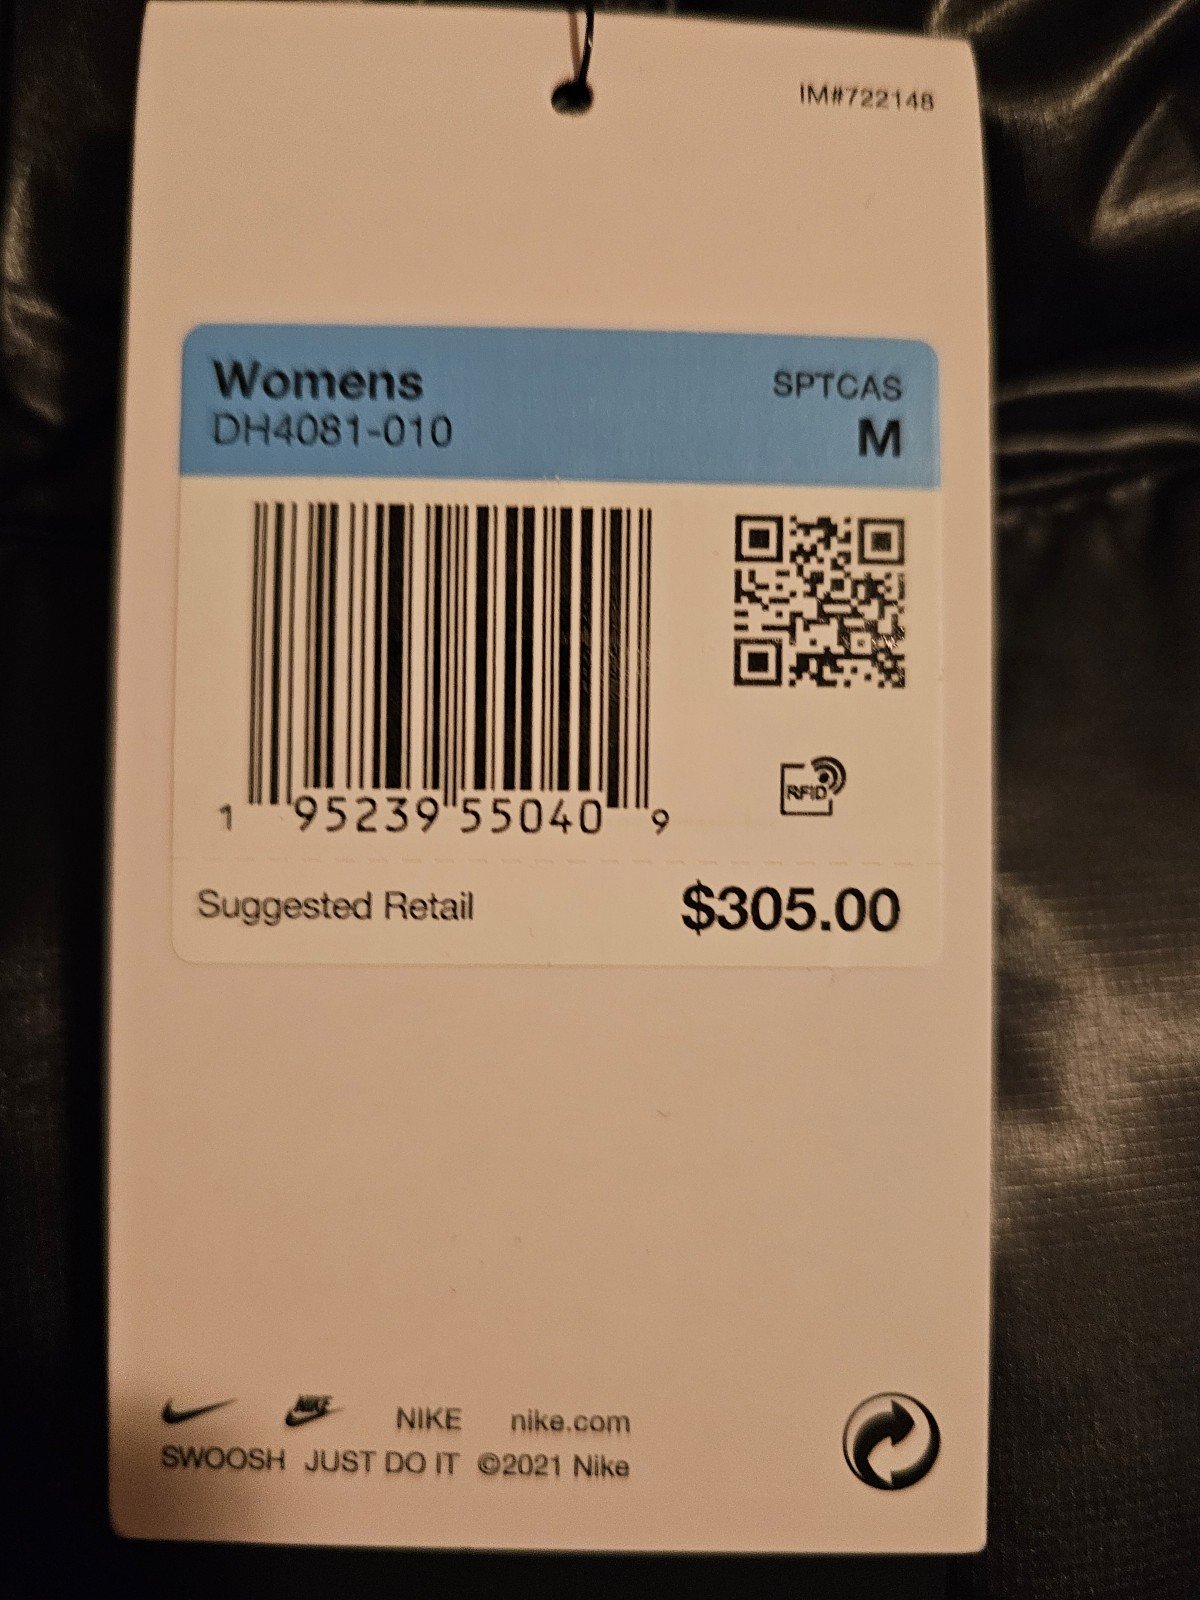 IM#722148
Womens SPTCAS
DH4081-010 M
1 95239 55040 9
RFID
Suggested Retail $305.00
NIKE NIKE nike.com
SWOOSH JUST DO IT ©2021 Nike